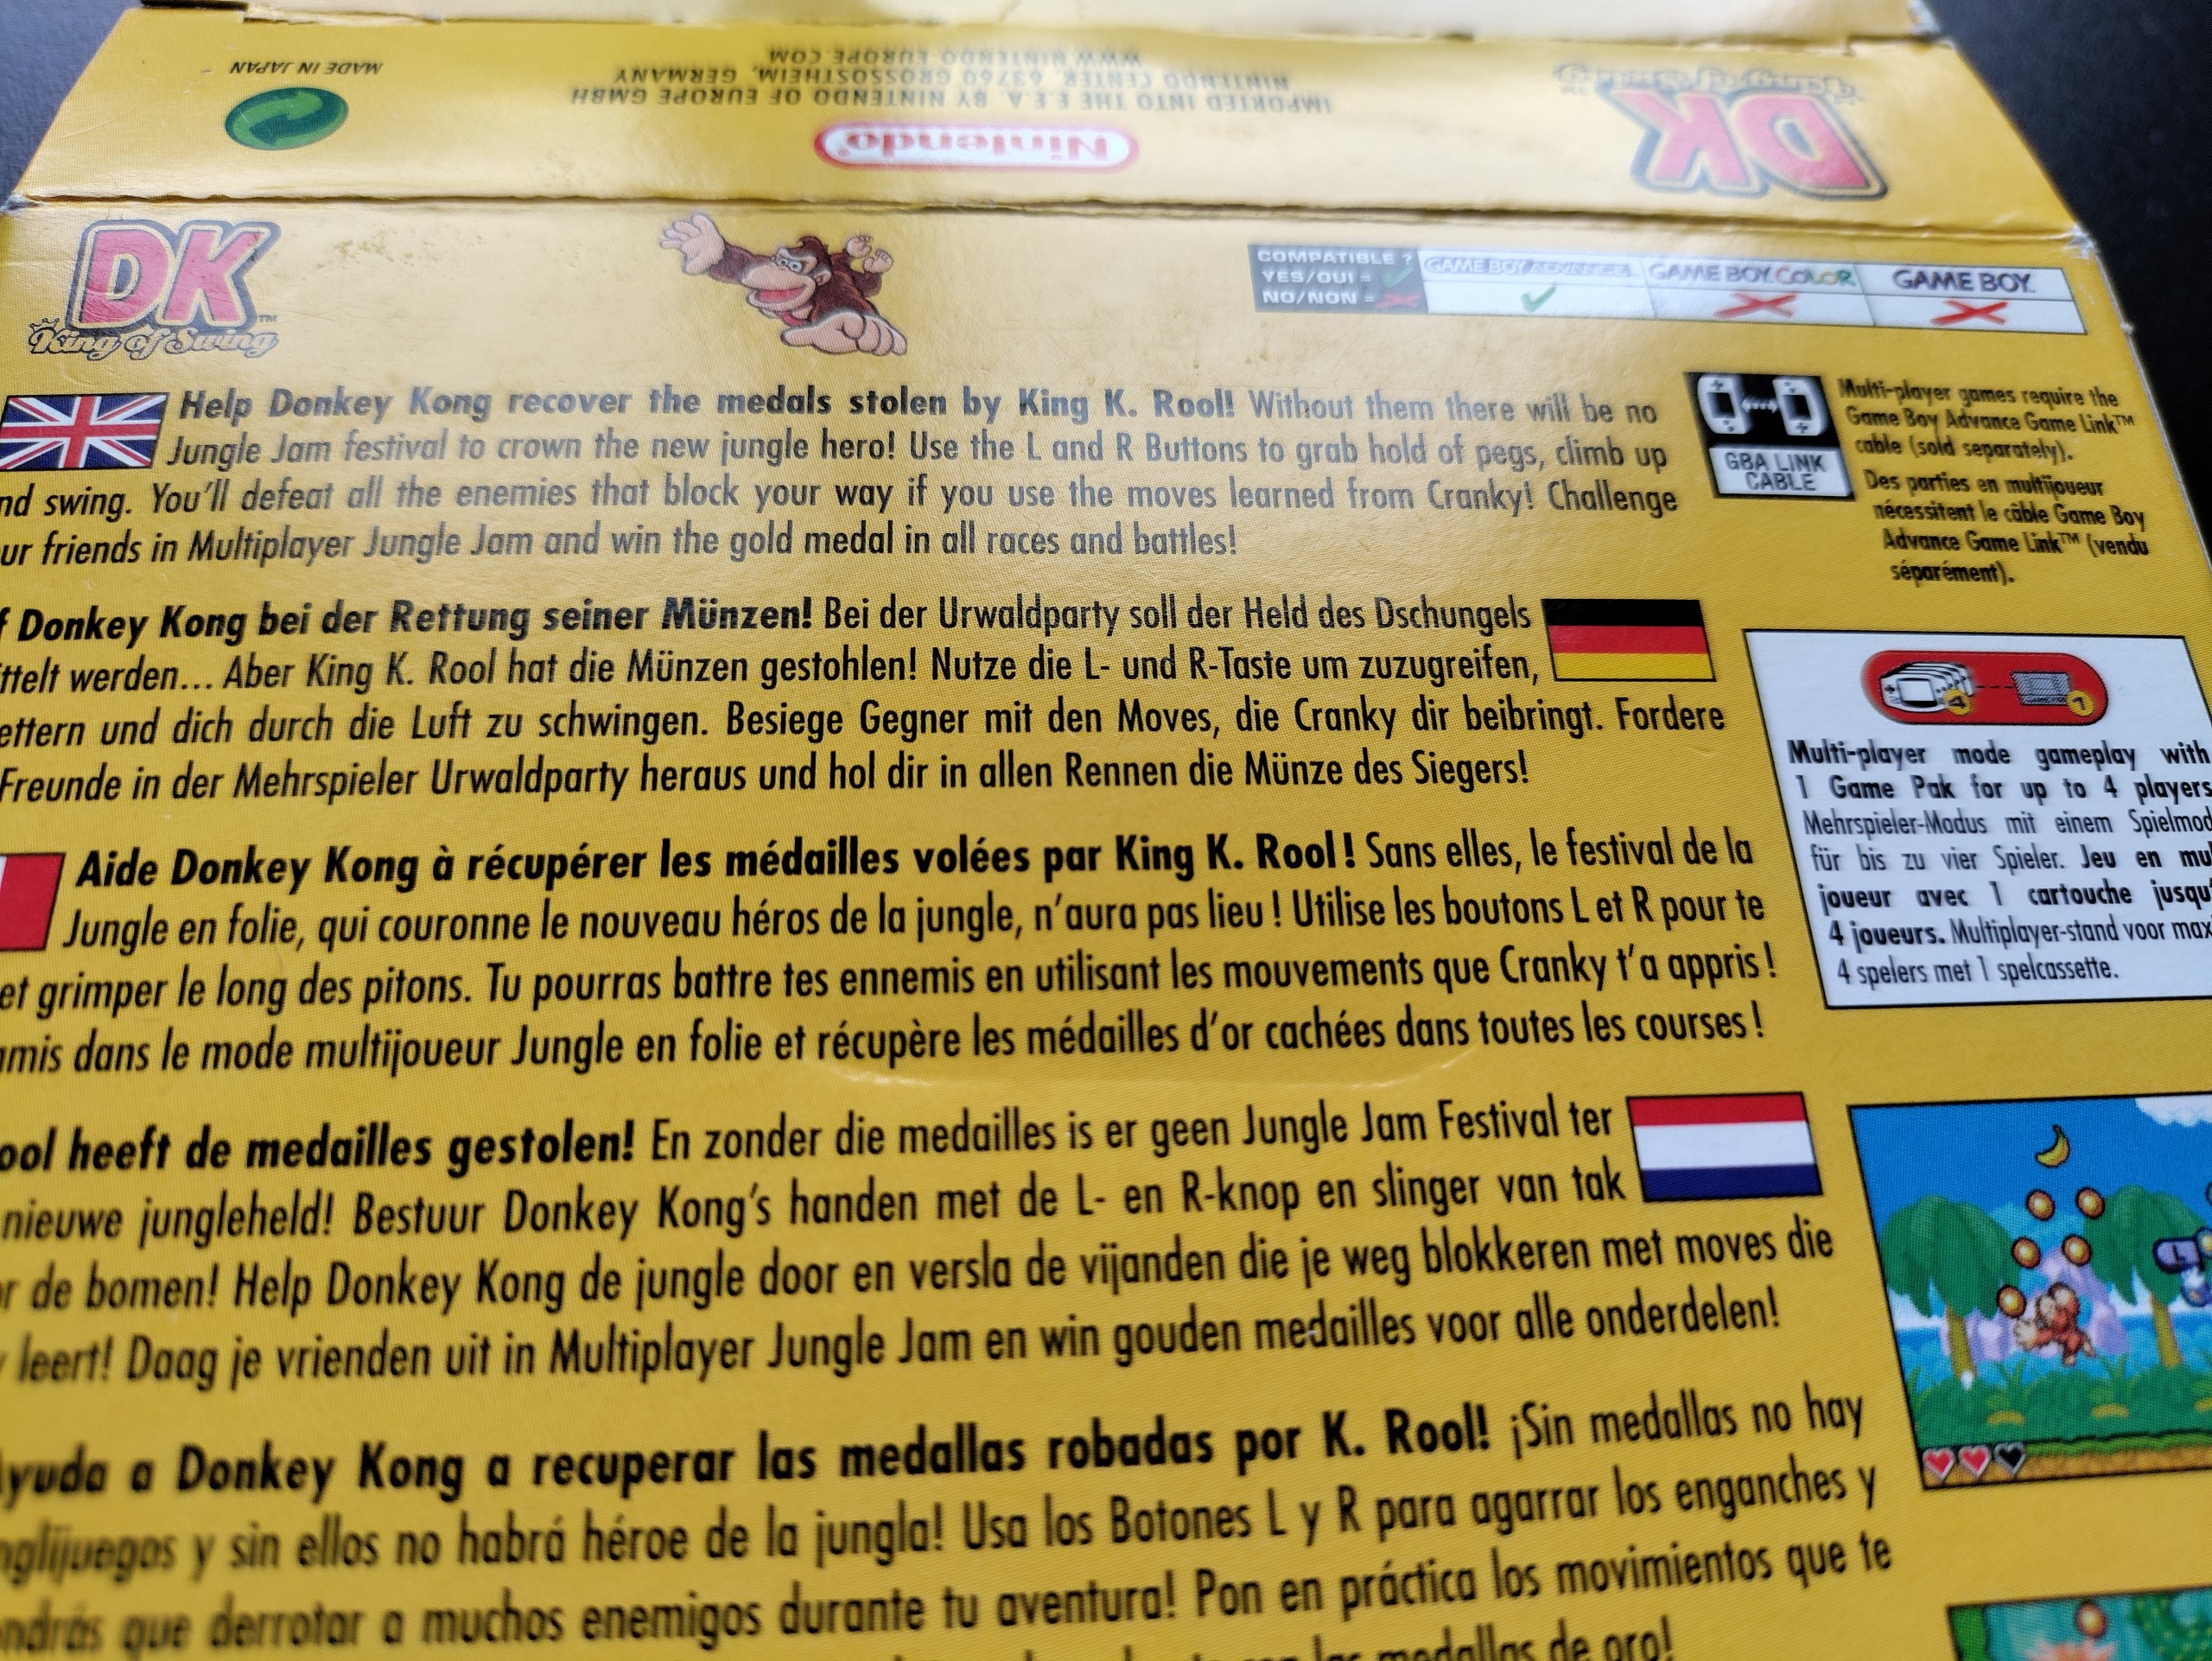 MADE IN JAPAN
WWW.NINTENDO-EUROPE.COM
NINTENDO CENTER, 63760 GROSSOSTHEIM, GERMANY
IMPORTED INTO THE E.E.A. BY NINTENDO OF EUROPE GMBH
Nintendo®
DK
King of Swing
DK™
King of Swing
COMPATIBLE ?
YES/OUI =
NO/NON =
GAME BOY ADVANCE
GAME BOY COLOR
GAME BOY
Help Donkey Kong recover the medals stolen by King K. Rool! Without them there will be no
Jungle Jam festival to crown the new jungle hero! Use the L and R Buttons to grab hold of pegs, climb up
nd swing. You'll defeat all the enemies that block your way if you use the moves learned from Cranky! Challenge
ur friends in Multiplayer Jungle Jam and win the gold medal in all races and battles!
GBA LINK
CABLE
Multi-player games require the
Game Boy Advance Game Link™
cable (sold separately).
Des parties en multijoueur
nécessitent le câble Game Boy
Advance Game Link™ (vendu
séparément).
f Donkey Kong bei der Rettung seiner Münzen! Bei der Urwaldparty soll der Held des Dschungels
ittelt werden... Aber King K. Rool hat die Münzen gestohlen! Nutze die L- und R-Taste um zuzugreifen,
ettern und dich durch die Luft zu schwingen. Besiege Gegner mit den Moves, die Cranky dir beibringt. Fordere
Freunde in der Mehrspieler Urwaldparty heraus und hol dir in allen Rennen die Münze des Siegers!
4
1
Multi-player mode gameplay with
1 Game Pak for up to 4 players
Mehrspieler-Modus mit einem Spielmod
für bis zu vier Spieler. Jeu en mul
joueur avec 1 cartouche jusqu'
4 joueurs. Multiplayer-stand voor max
4 spelers met 1 spelcassette.
Aide Donkey Kong à récupérer les médailles volées par King K. Rool ! Sans elles, le festival de la
Jungle en folie, qui couronne le nouveau héros de la jungle, n'aura pas lieu ! Utilise les boutons L et R pour te
et grimper le long des pitons. Tu pourras battre tes ennemis en utilisant les mouvements que Cranky t'a appris !
amis dans le mode multijoueur Jungle en folie et récupère les médailles d'or cachées dans toutes les courses !
ool heeft de medailles gestolen! En zonder die medailles is er geen Jungle Jam Festival ter
nieuwe jungleheld! Bestuur Donkey Kong's handen met de L- en R-knop en slinger van tak
r de bomen! Help Donkey Kong de jungle door en versla de vijanden die je weg blokkeren met moves die
y leert! Daag je vrienden uit in Multiplayer Jungle Jam en win gouden medailles voor alle onderdelen!
L
yuda a Donkey Kong a recuperar las medallas robadas por K. Rool! ¡Sin medallas no hay
nglijuegos y sin ellos no habrá héroe de la jungla! Usa los Botones L y R para agarrar los enganches y
ndrás que derrotar a muchos enemigos durante tu aventura! Pon en práctica los movimientos que te
las medallas de oro!